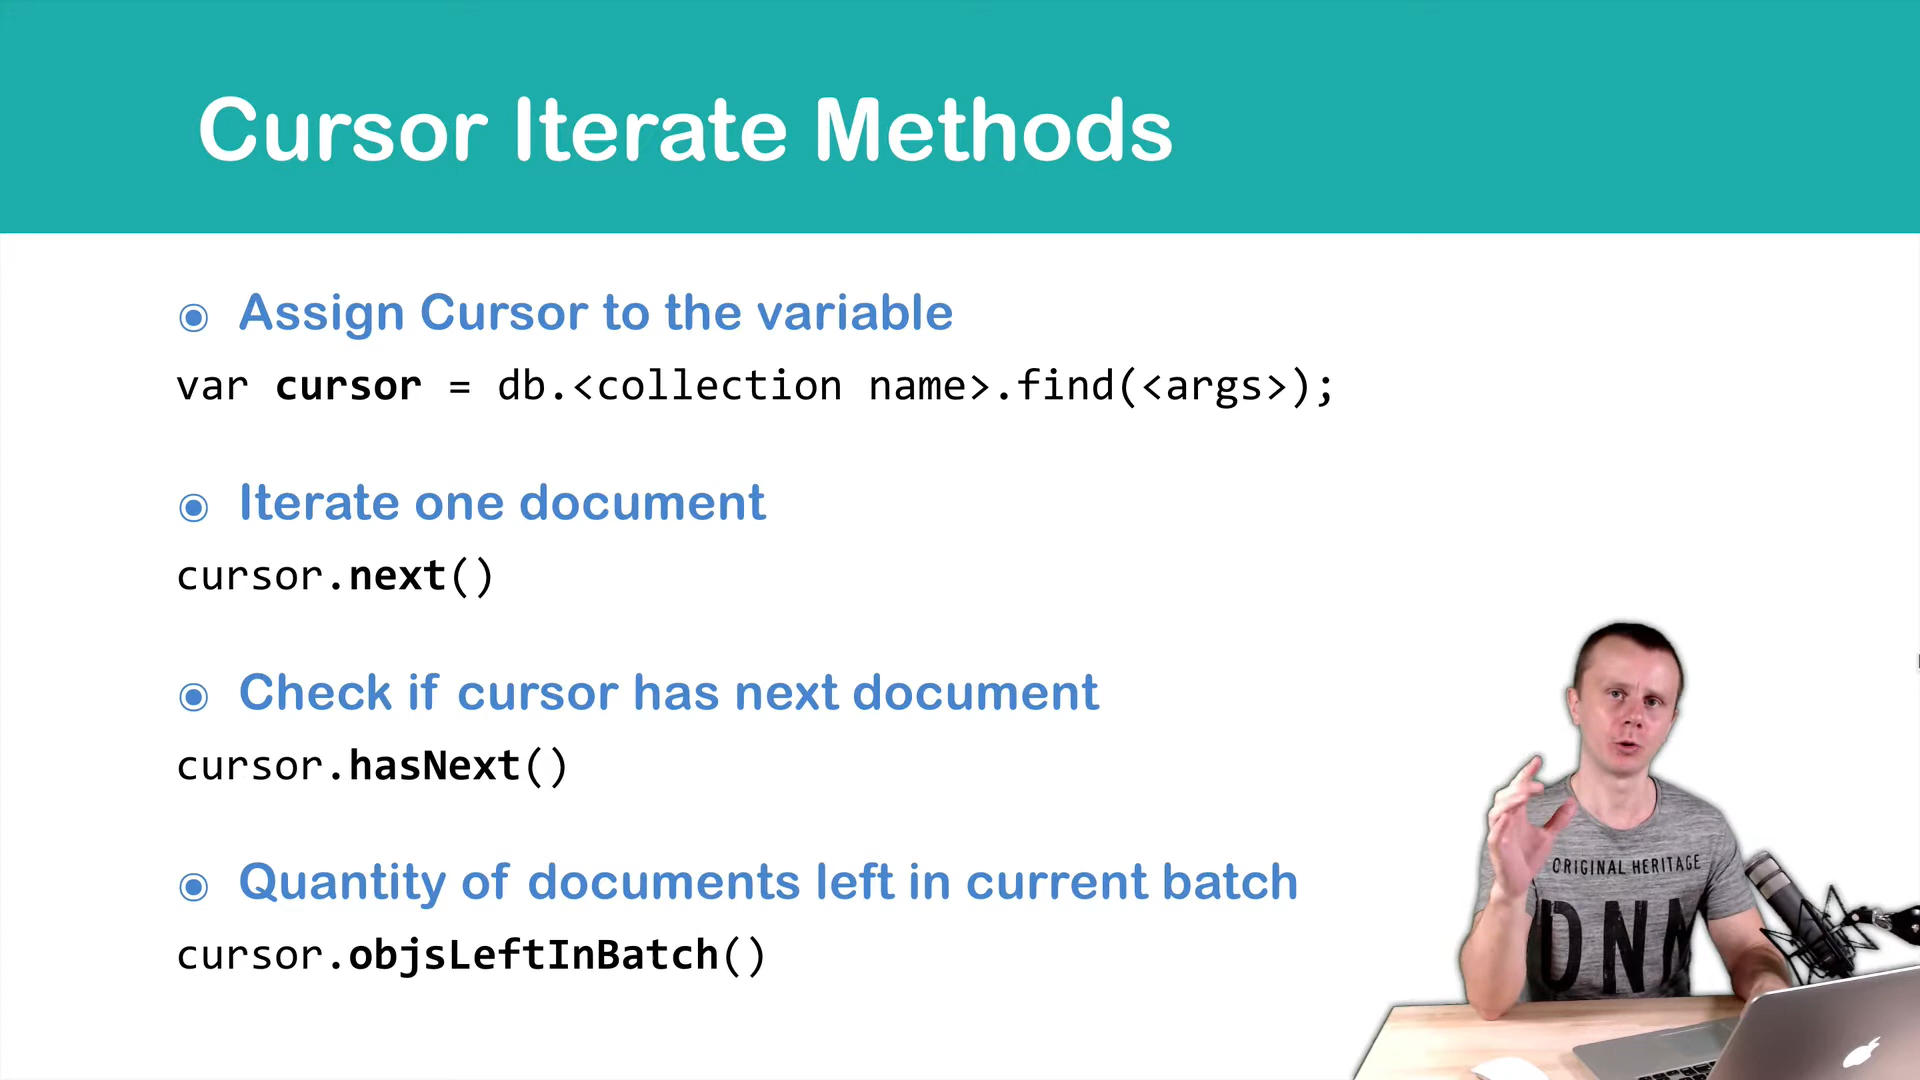 Cursor Iterate Methods
Assign Cursor to the variable
var cursor = db.<collection name>.find(<args>);
Iterate one document
cursor.next()
Check if cursor has next document
cursor.hasNext()
Quantity of documents left in current batch
cursor.objsLeftInBatch()
ORIGINAL HERITAGE
DNA